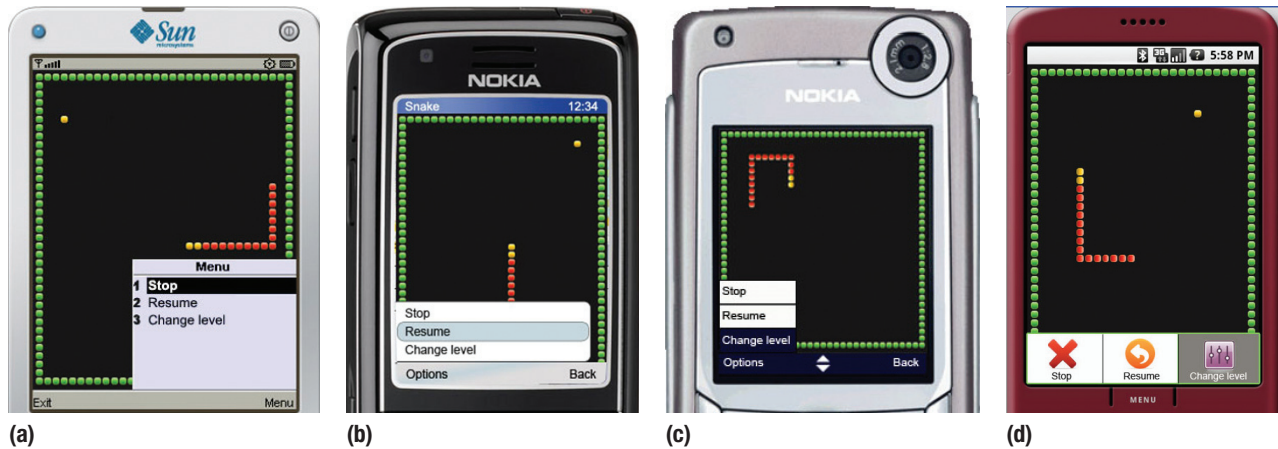 Sun
microsystems
Menu
1 Stop
2 Resume
3 Change level
Exit Menu
(a)
NOKIA
Snake 12:34
Stop
Resume
Change level
Options Back
(b)
NOKIA
Stop
Resume
Change level
Options Back
(c)
3G
5:58 PM
Stop Resume Change level
MENU
(d)